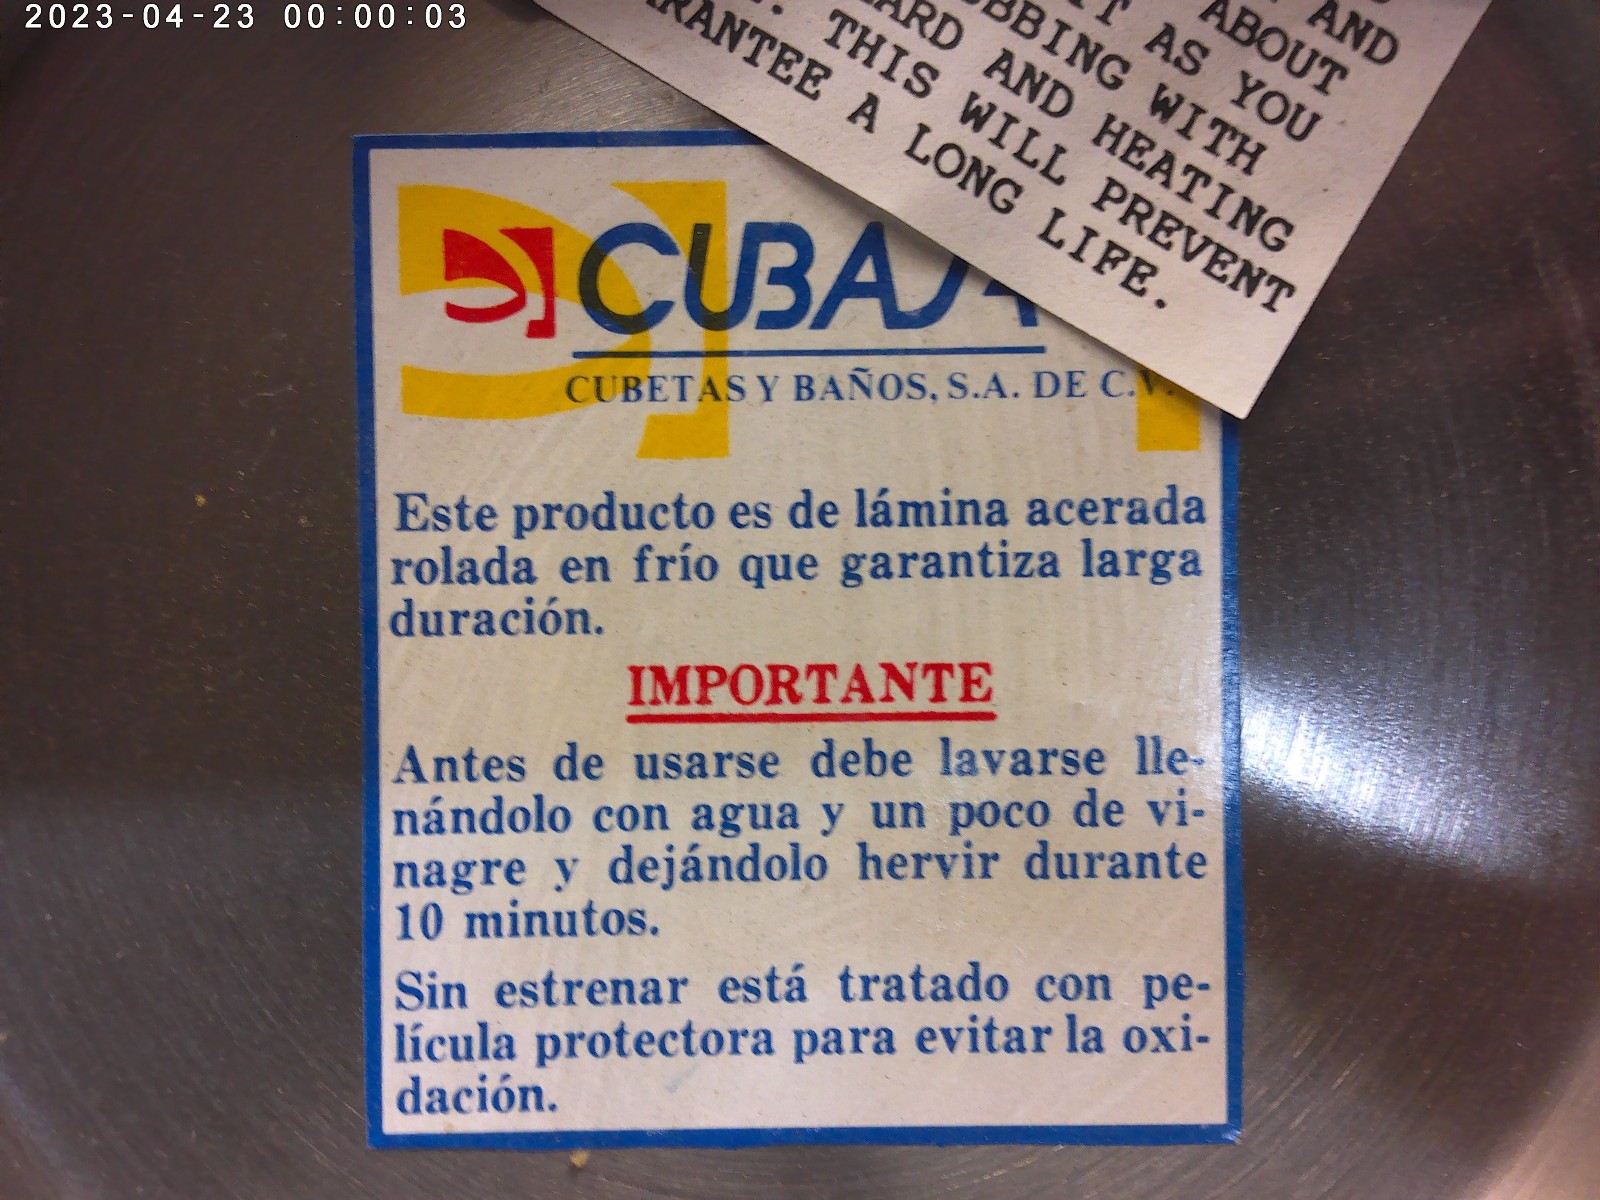 2023-04-23 00:00:03
AND
ABOUT
AS YOU
WITH
ARD AND HEATING
THIS WILL PREVENT
A LONG LIFE.
CUBASA
CUBETAS Y BAÑOS, S.A. DE C.V.
Este producto es de lámina acerada
rolada en frío que garantiza larga
duración.
IMPORTANTE
Antes de usarse debe lavarse lle-
nándolo con agua y un poco de vi-
nagre y dejándolo hervir durante
10 minutos.
Sin estrenar está tratado con pe-
lícula protectora para evitar la oxi-
dación.